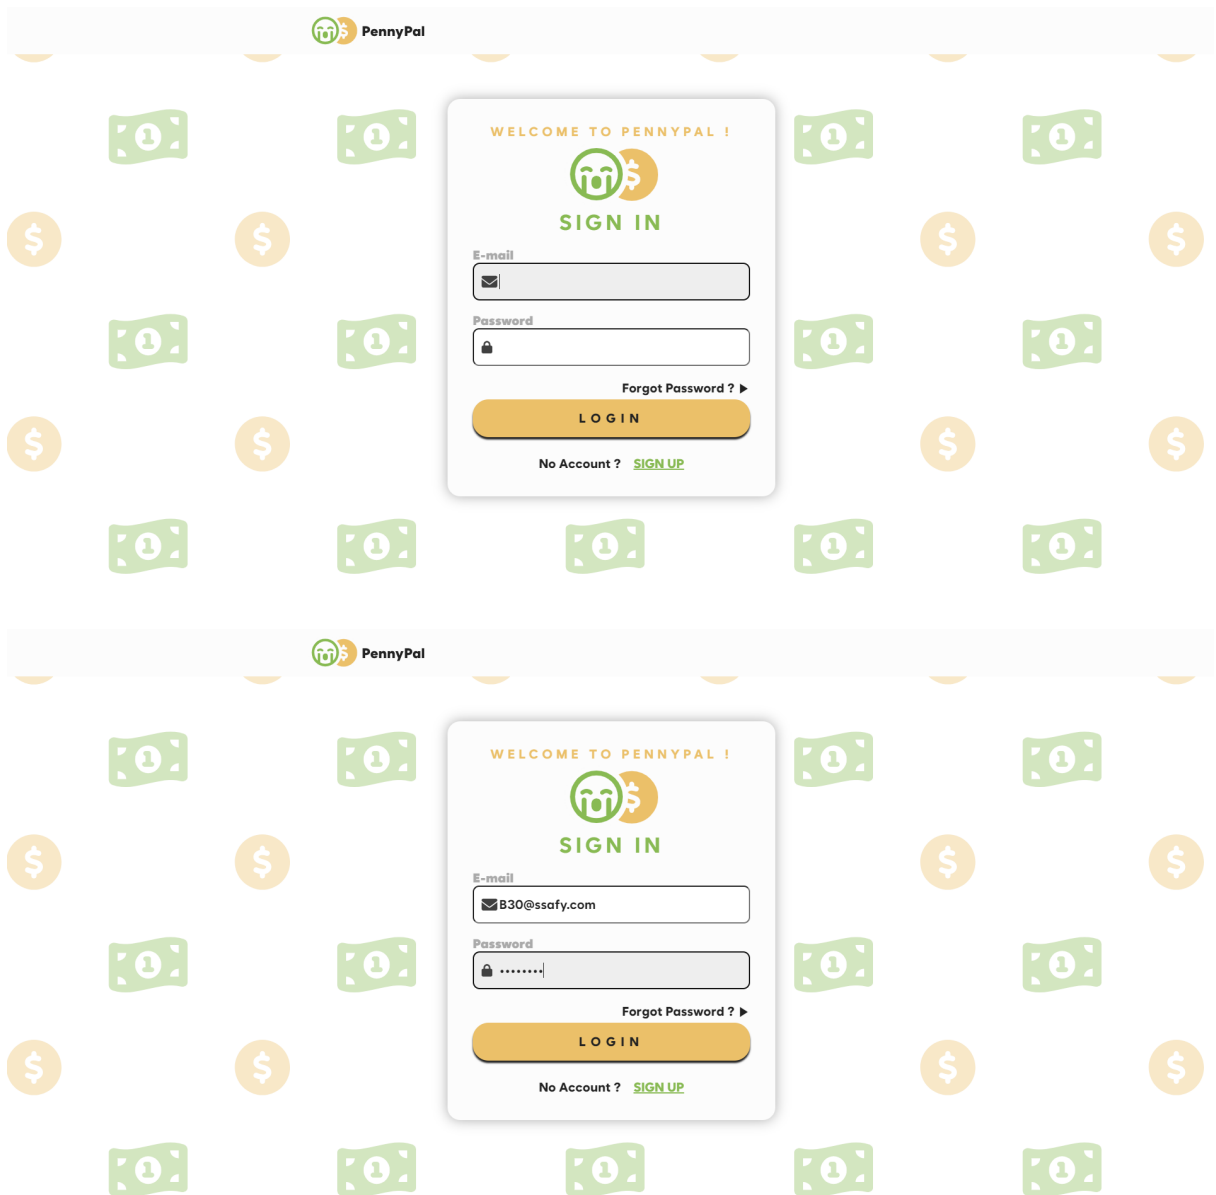 PennyPal
WELCOME TO PENNYPAL !
SIGN IN
E-mail
Password
Forgot Password ?
LOGIN
No Account ? SIGN UP
PennyPal
WELCOME TO PENNYPAL !
SIGN IN
E-mail
B30@ssafy.com
Password
••••••••
Forgot Password ?
LOGIN
No Account ? SIGN UP